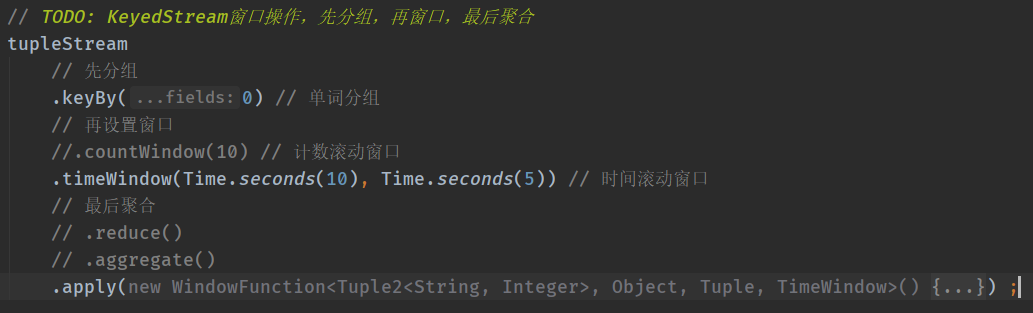 // TODO: KeyedStream窗口操作，先分组，再窗口，最后聚合
tupleStream
// 先分组
.keyBy( ...fields: 0) // 单词分组
// 再设置窗口
//.countWindow(10) // 计数滚动窗口
.timeWindow(Time.seconds(10), Time.seconds(5)) // 时间滚动窗口
// 最后聚合
// .reduce()
// .aggregate()
.apply(new WindowFunction<Tuple2<String, Integer>, Object, Tuple, TimeWindow>() {...}) ;